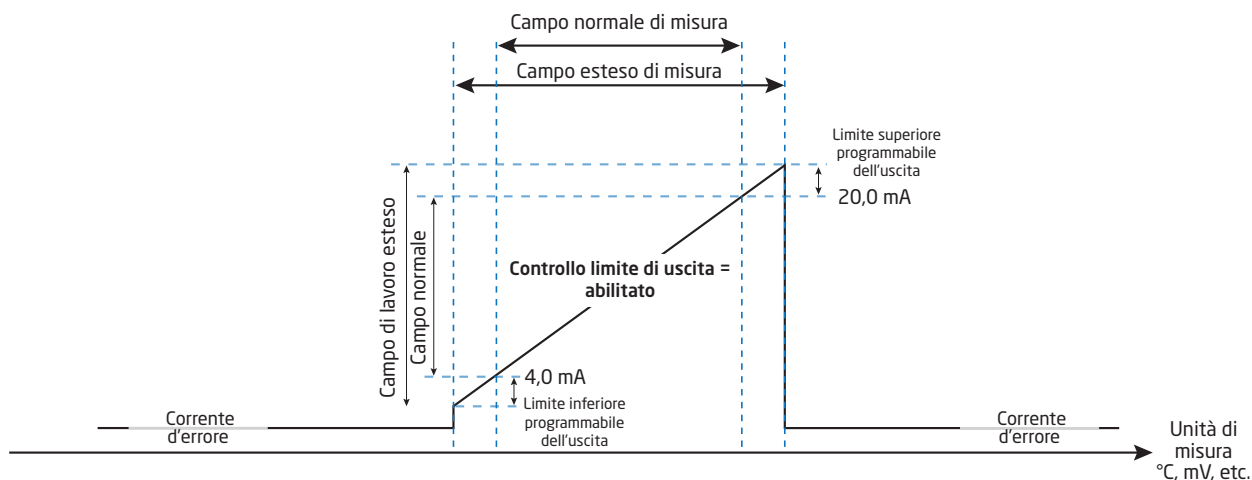 Campo normale di misura
Campo esteso di misura
Limite superiore
programmabile
dell'uscita
20,0 mA
Campo di lavoro esteso
Campo normale
Controllo limite di uscita =
abilitato
4,0 mA
Limite inferiore
programmabile
dell'uscita
Corrente
d'errore
Corrente
d'errore
Unità di
misura
°C, mV, etc.